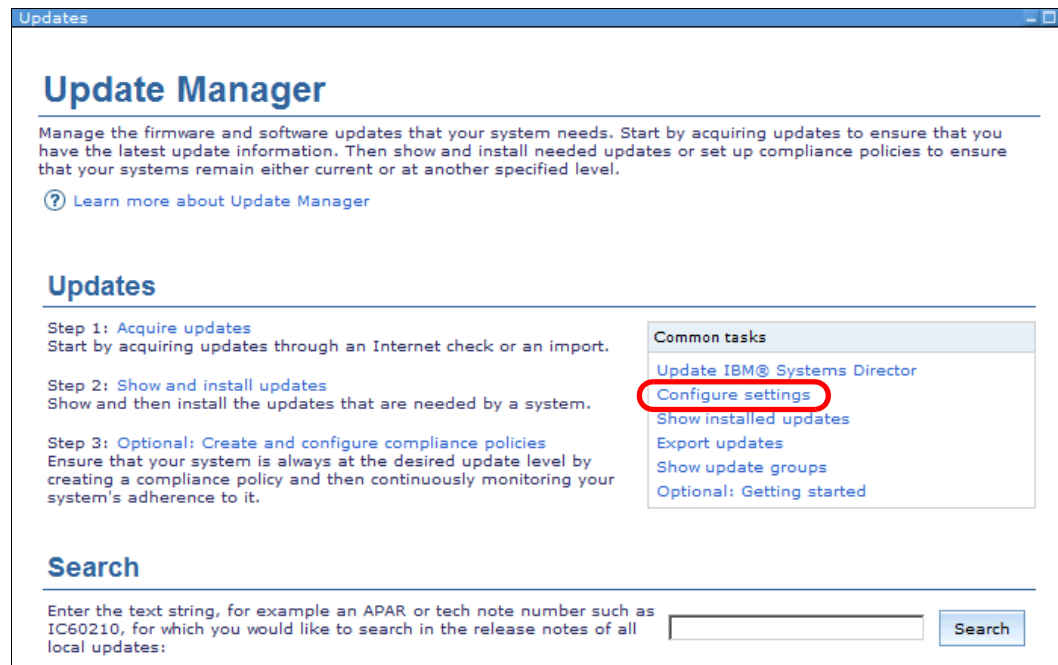 Updates
Update Manager
Manage the firmware and software updates that your system needs. Start by acquiring updates to ensure that you
have the latest update information. Then show and install needed updates or set up compliance policies to ensure
that your systems remain either current or at another specified level.
? Learn more about Update Manager
Updates
Step 1: Acquire updates
Start by acquiring updates through an Internet check or an import.
Step 2: Show and install updates
Show and then install the updates that are needed by a system.
Step 3: Optional: Create and configure compliance policies
Ensure that your system is always at the desired update level by
creating a compliance policy and then continuously monitoring your
system's adherence to it.
Common tasks
Update IBM® Systems Director
Configure settings
Show installed updates
Export updates
Show update groups
Optional: Getting started
Search
Enter the text string, for example an APAR or tech note number such as
IC60210, for which you would like to search in the release notes of all
local updates:
Search